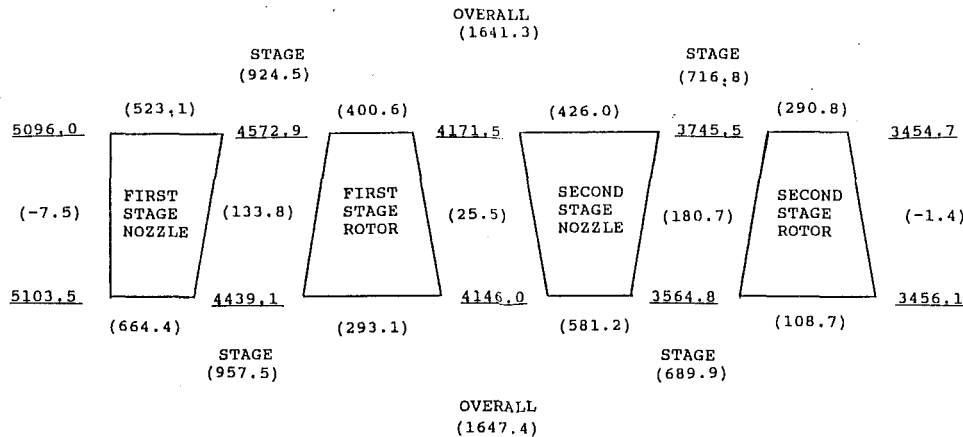 OVERALL
(1641.3)
STAGE
(924.5)
STAGE
(716.8)
(523.1)
(400.6)
(426.0)
(290.8)
5096.0
4572.9
4171.5
3745.5
3454.7
(-7.5)
FIRST
STAGE
NOZZLE
(133.8)
FIRST
STAGE
ROTOR
(25.5)
SECOND
STAGE
NOZZLE
(180.7)
SECOND
STAGE
ROTOR
(-1.4)
5103.5
4439.1
4146.0
3564.8
3456.1
(664.4)
(293.1)
(581.2)
(108.7)
STAGE
(957.5)
STAGE
(689.9)
OVERALL
(1647.4)